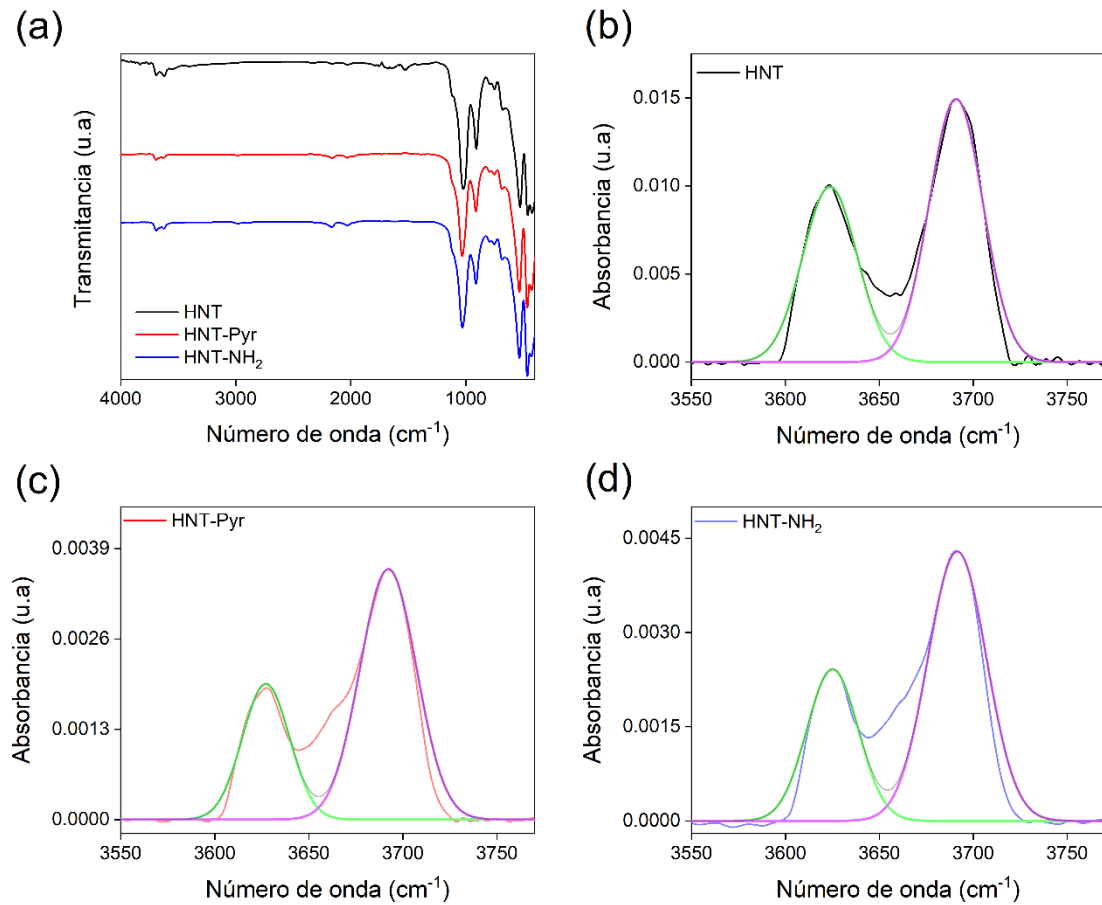 (a)
Transmitancia (u.a)
HNT
HNT-Pyr
HNT-NH₂
4000 3000 2000 1000
Número de onda (cm⁻¹)
(b)
HNT
Absorbancia (u.a)
0.015
0.010
0.005
0.000
3550 3600 3650 3700 3750
Número de onda (cm⁻¹)
(c)
HNT-Pyr
Absorbancia (u.a)
0.0039
0.0026
0.0013
0.0000
3550 3600 3650 3700 3750
Número de onda (cm⁻¹)
(d)
HNT-NH₂
Absorbancia (u.a)
0.0045
0.0030
0.0015
0.0000
3550 3600 3650 3700 3750
Número de onda (cm⁻¹)